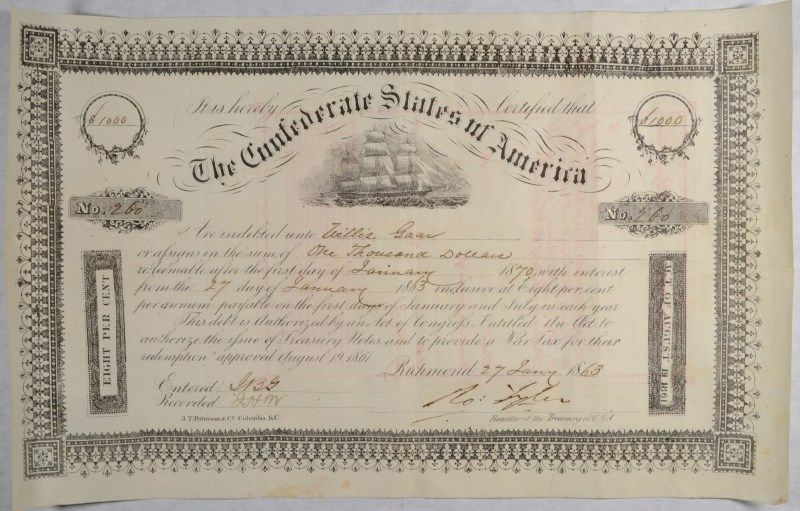 It is hereby Certified that
The Confederate States of America
$1000
$1000
No. 260
No. 260
Are indebted unto Willis Gaar
or assigns in the sum of One Thousand Dollars
redeemable after the first day of January 1870, with interest
from the 27 day of January 1863 inclusive at Eight per cent
per annum payable on the first days of January and July in each year
This debt is Authorized by an Act of Congress Entitled "An Act to
authorize the issue of Treasury Notes and to provide a War Tax for their
redemption" approved August 19, 1861
Richmond 27 Jany 1863
Entered
Recorded
Ro: Tyler
Register of the Treasury of C.S.A
J.T. Paterson & Co. Columbia S.C.
EIGHT PER CENT
ACT OF AUGUST 19 1861